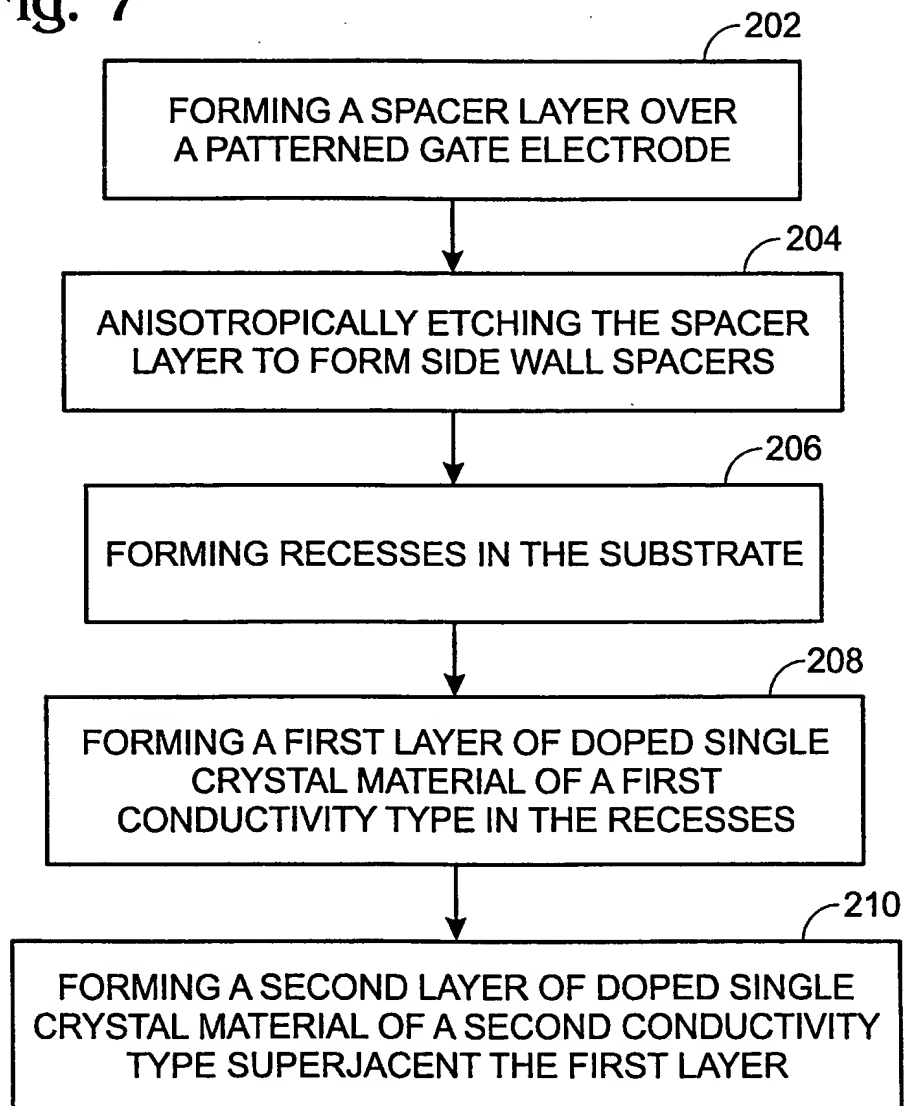 Fig. 7
202
FORMING A SPACER LAYER OVER
A PATTERNED GATE ELECTRODE
204
ANISOTROPICALLY ETCHING THE SPACER
LAYER TO FORM SIDE WALL SPACERS
206
FORMING RECESSES IN THE SUBSTRATE
208
FORMING A FIRST LAYER OF DOPED SINGLE
CRYSTAL MATERIAL OF A FIRST
CONDUCTIVITY TYPE IN THE RECESSES
210
FORMING A SECOND LAYER OF DOPED SINGLE
CRYSTAL MATERIAL OF A SECOND CONDUCTIVITY
TYPE SUPERJACENT THE FIRST LAYER